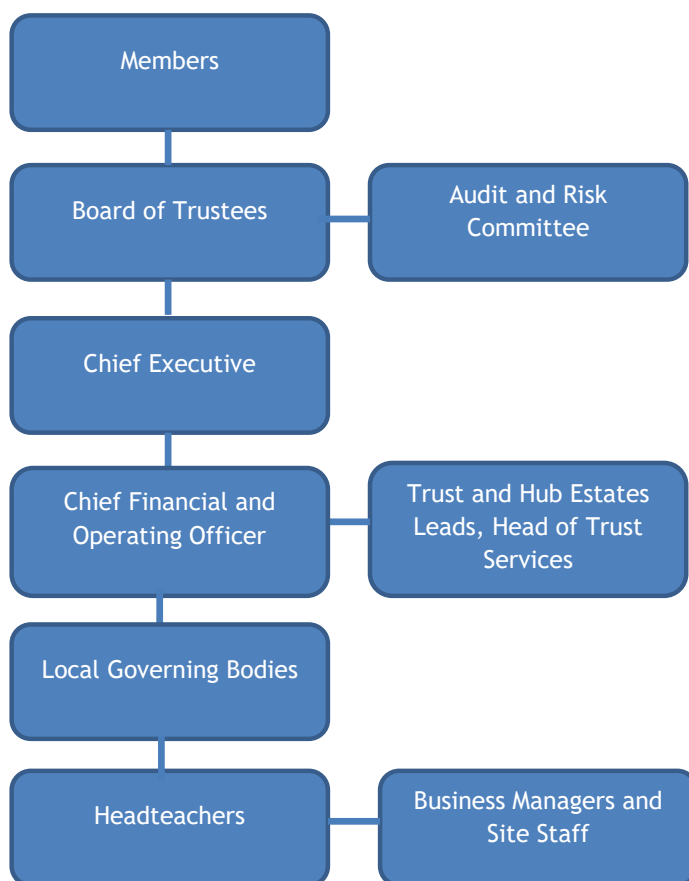 Members
Board of Trustees
Audit and Risk
Committee
Chief Executive
Chief Financial and
Operating Officer
Trust and Hub Estates
Leads, Head of Trust
Services
Local Governing Bodies
Headteachers
Business Managers and
Site Staff